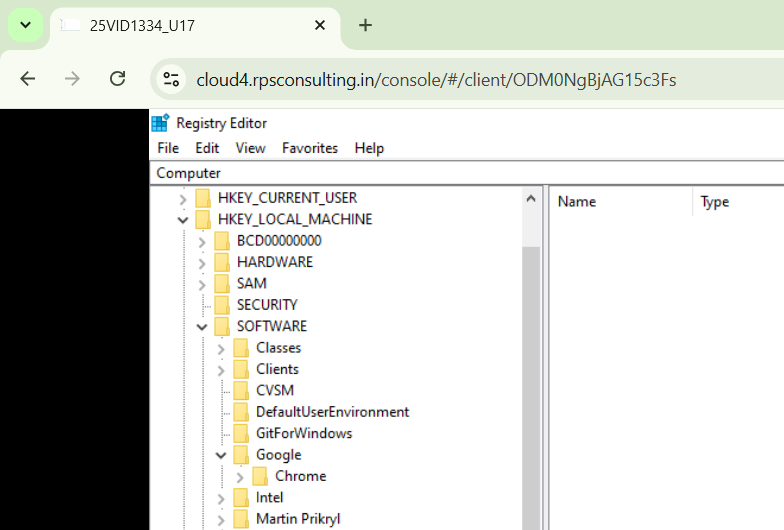 25VID1334_U17
cloud4.rpsconsulting.in/console/#/client/ODM0NgBjAG15c3Fs
Registry Editor
File Edit View Favorites Help
Computer
HKEY_CURRENT_USER
HKEY_LOCAL_MACHINE
BCD00000000
HARDWARE
SAM
SECURITY
SOFTWARE
Classes
Clients
CVSM
DefaultUserEnvironment
GitForWindows
Google
Chrome
Intel
Martin Prikryl
Name Type